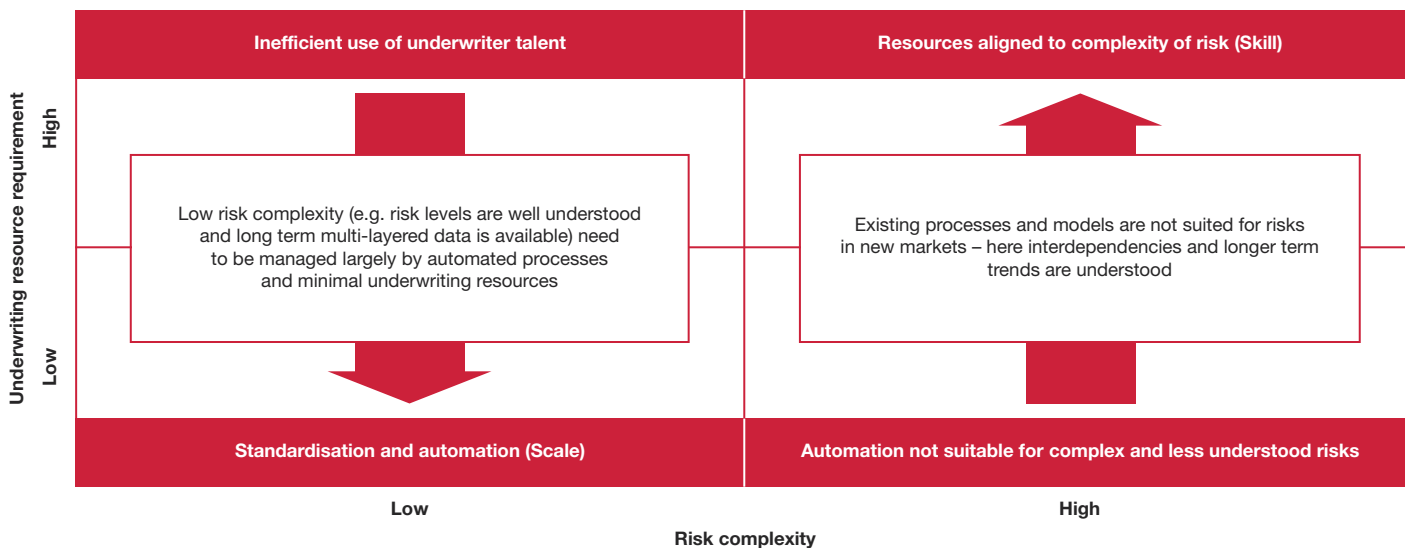 Inefficient use of underwriter talent
Resources aligned to complexity of risk (Skill)
Underwriting resource requirement
High
Low
Low risk complexity (e.g. risk levels are well understood
and long term multi-layered data is available) need
to be managed largely by automated processes
and minimal underwriting resources
Existing processes and models are not suited for risks
in new markets – here interdependencies and longer term
trends are understood
Standardisation and automation (Scale)
Automation not suitable for complex and less understood risks
Low
High
Risk complexity